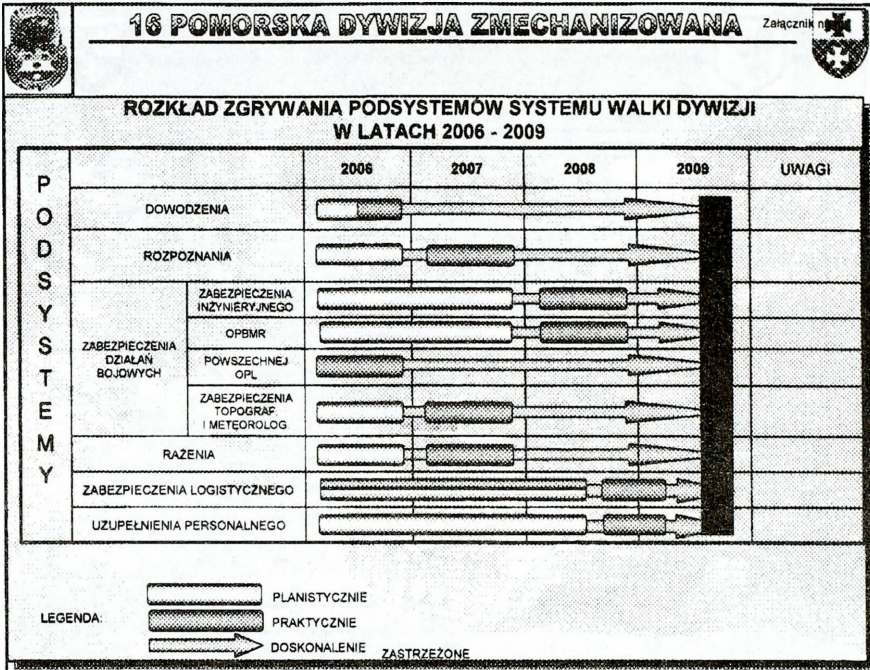 16 POMORSKA DYWIZJA ZMECHANIZOWANA
Załącznik
ROZKŁAD ZGRYWANIA PODSYSTEMÓW SYSTEMU WALKI DYWIZJI
W LATACH 2006 - 2009
PODSYSTEMY
2006 2007 2008 2009 UWAGI
DOWODZENIA
ROZPOZNANIA
ZABEZPIECZENIA
DZIAŁAŃ
BOJOWYCH
ZABEZPIECZENIA
INŻYNIERYJNEGO
OPBMR
POWSZECHNEJ
OPL
ZABEZPIECZENIA
TOPOGRAF.
I METEOROLOG.
RAŻENIA
ZABEZPIECZENIA LOGISTYCZNEGO
UZUPEŁNIENIA PERSONALNEGO
LEGENDA:
PLANISTYCZNIE
PRAKTYCZNIE
DOSKONALENIE
ZASTRZEŻONE